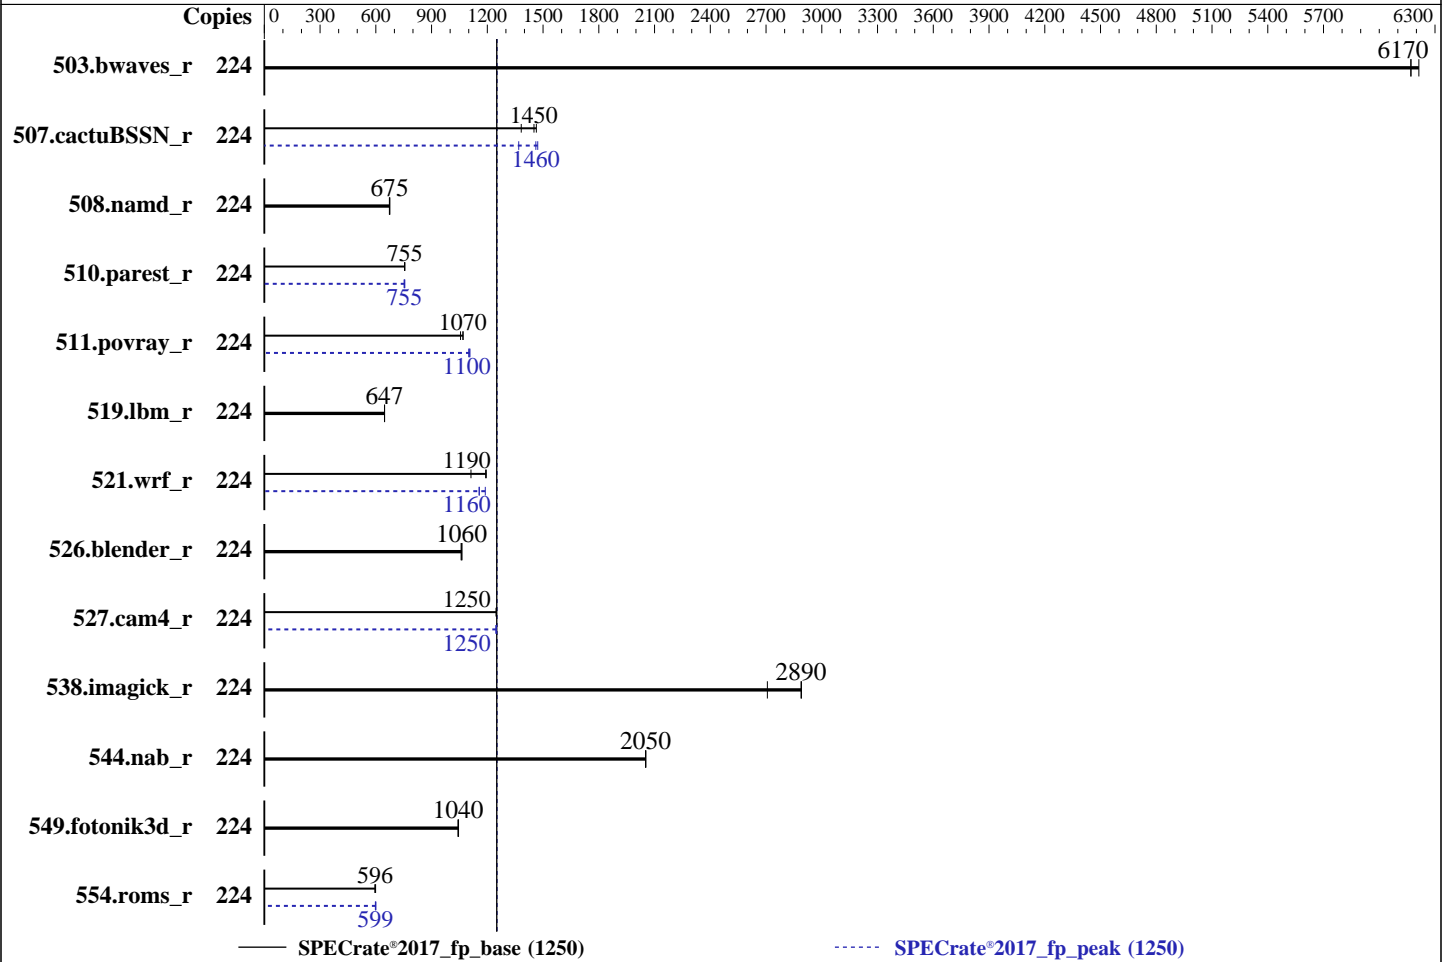 Copies 0 300 600 900 1200 1500 1800 2100 2400 2700 3000 3300 3600 3900 4200 4500 4800 5100 5400 5700 6300
503.bwaves_r 224 6170
507.cactuBSSN_r 224 1450
1460
508.namd_r 224 675
510.parest_r 224 755
755
511.povray_r 224 1070
1100
519.lbm_r 224 647
521.wrf_r 224 1190
1160
526.blender_r 224 1060
527.cam4_r 224 1250
1250
538.imagick_r 224 2890
544.nab_r 224 2050
549.fotonik3d_r 224 1040
554.roms_r 224 596
599
SPECrate®2017_fp_base (1250) SPECrate®2017_fp_peak (1250)